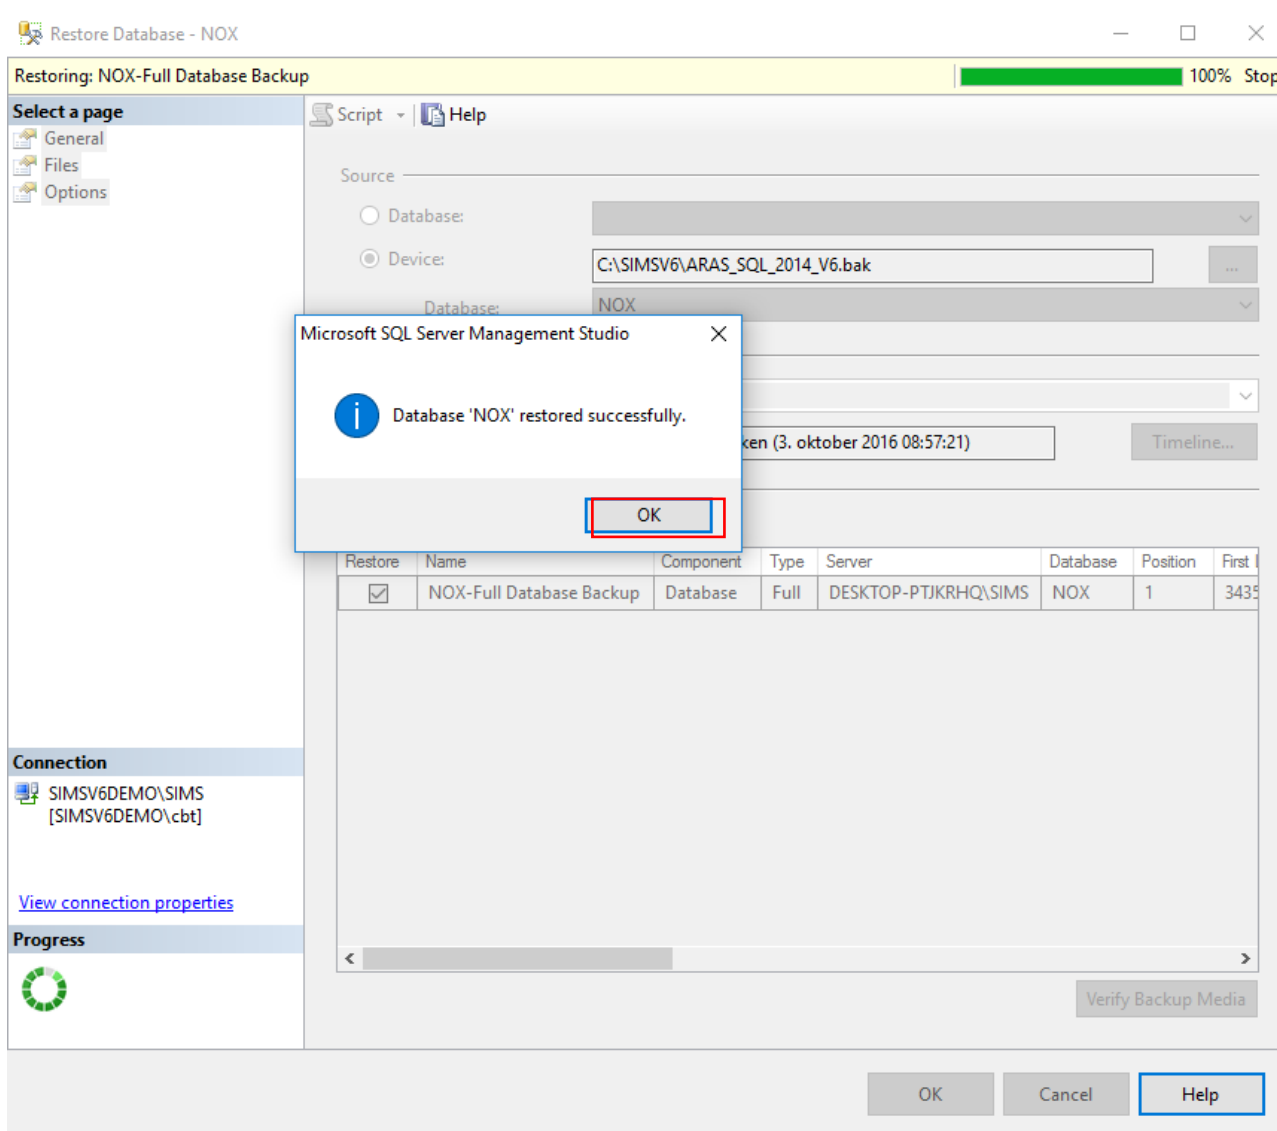 Restore Database - NOX
Restoring: NOX-Full Database Backup
100% Stop
Select a page
General
Files
Options
Script
Help
Source
Database:
Device:
C:\SIMSV6\ARAS_SQL_2014_V6.bak
...
Database:
NOX
Microsoft SQL Server Management Studio
Database 'NOX' restored successfully.
OK
(3. oktober 2016 08:57:21)
Timeline...
Restore Name Component Type Server Database Position First
NOX-Full Database Backup Database Full DESKTOP-PTJKRHQ\SIMS NOX 1 3435
Connection
SIMSV6DEMO\SIMS
[SIMSV6DEMO\cbt]
View connection properties
Progress
Verify Backup Media
OK Cancel Help